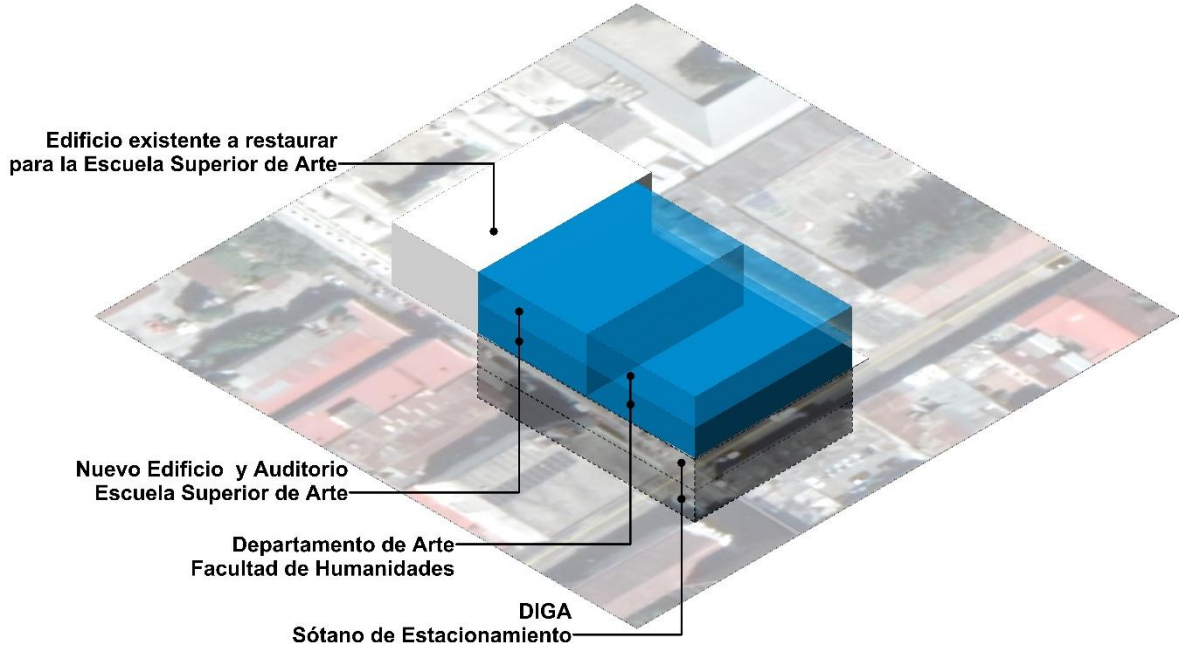 Edificio existente a restaurar
para la Escuela Superior de Arte
Nuevo Edificio y Auditorio
Escuela Superior de Arte
Departamento de Arte
Facultad de Humanidades
DIGA
Sótano de Estacionamiento